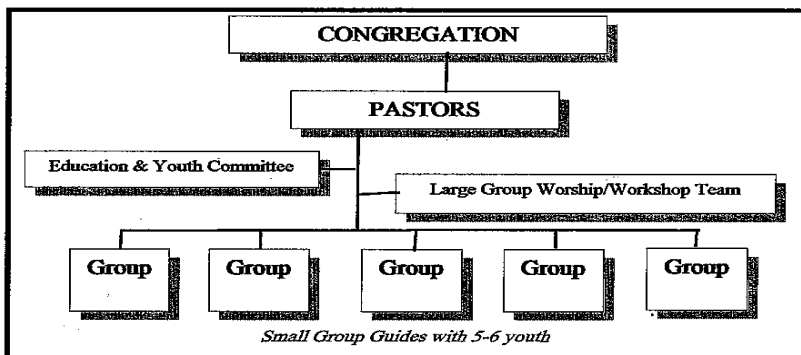 CONGREGATION
PASTORS
Education & Youth Committee
Large Group Worship/Workshop Team
Group Group Group Group Group
Small Group Guides with 5-6 youth